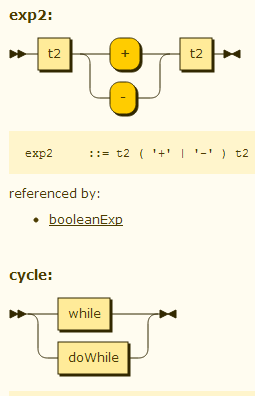 exp2:
t2 + t2
-
exp2 ::= t2 ( '+' | '-' ) t2
referenced by:
booleanExp
cycle:
while
doWhile